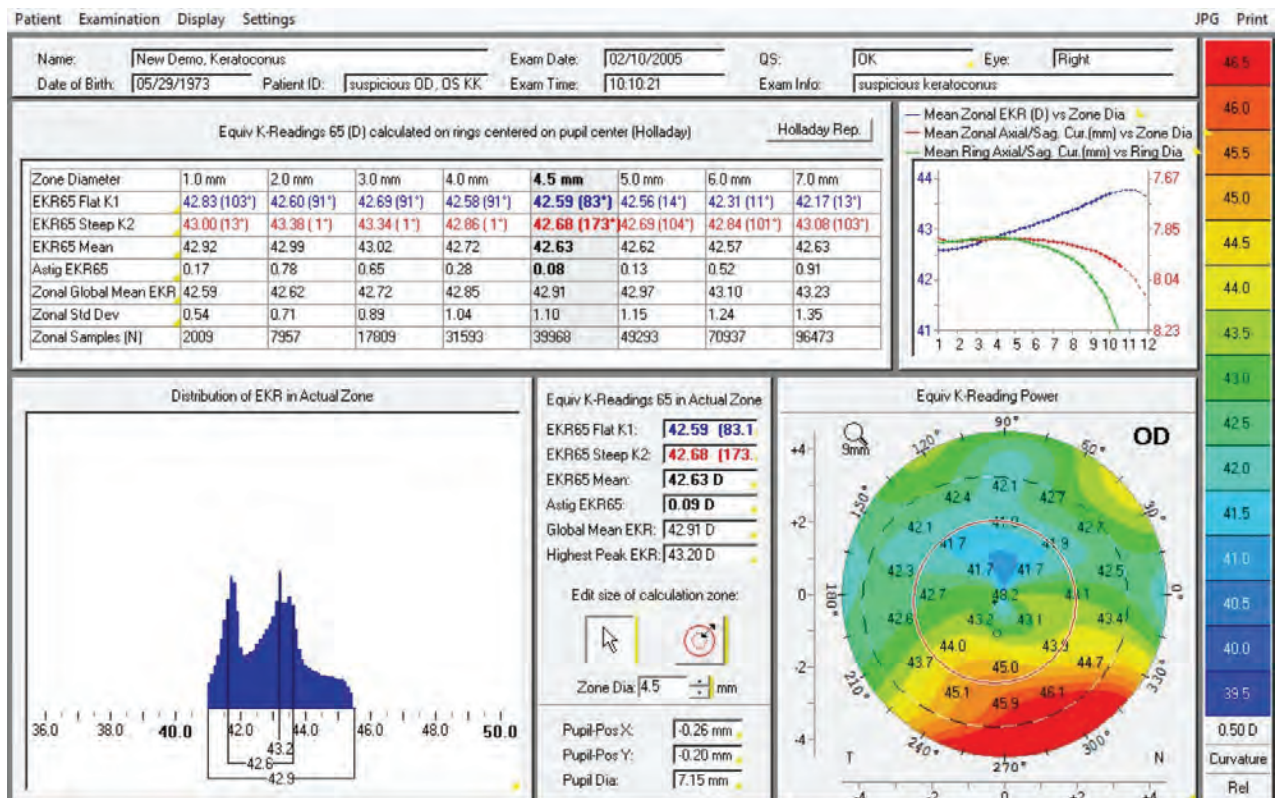 Patient Examination Display Settings JPG Print
Name: New Demo, Keratoconus Exam Date: 02/10/2005 QS: OK Eye: Right
Date of Birth: 05/29/1973 Patient ID: suspicious OD, OS KK Exam Time: 10:10:21 Exam Info: suspicious keratoconus
Equiv K-Readings 65 (D) calculated on rings centered on pupil center (Holladay) Holladay Rep.
Zone Diameter 1.0 mm 2.0 mm 3.0 mm 4.0 mm 4.5 mm 5.0 mm 6.0 mm 7.0 mm
EKR65 Flat K1 42.83 (103°) 42.60 (91°) 42.69 (91°) 42.58 (91°) 42.59 (83°) 42.56 (14°) 42.31 (11°) 42.17 (13°)
EKR65 Steep K2 43.00 (13°) 43.38 ( 1°) 43.34 ( 1°) 42.86 ( 1°) 42.68 (173°) 42.69 (104°) 42.84 (101°) 43.08 (103°)
EKR65 Mean 42.92 42.99 43.02 42.72 42.63 42.62 42.57 42.63
Astig EKR65 0.17 0.78 0.65 0.28 0.08 0.13 0.52 0.91
Zonal Global Mean EKR 42.59 42.62 42.72 42.85 42.91 42.97 43.10 43.23
Zonal Std Dev 0.54 0.71 0.89 1.04 1.10 1.15 1.24 1.35
Zonal Samples (N) 2009 7957 17809 31593 39968 49293 70937 96473
Mean Zonal EKR (D) vs Zone Dia
Mean Zonal Axial/Sag. Cur.(mm) vs Zone Dia
Mean Ring Axial/Sag. Cur.(mm) vs Ring Dia
44 7.67
43 7.85
42 8.04
41 8.23
1 2 3 4 5 6 7 8 9 10 11 12
Distribution of EKR in Actual Zone
36.0 38.0 40.0 42.0 44.0 46.0 48.0 50.0
43.2
42.6
42.9
Equiv K-Readings 65 in Actual Zone
EKR65 Flat K1: 42.59 (83.1
EKR65 Steep K2: 42.68 (173.
EKR65 Mean: 42.63 D
Astig EKR65: 0.09 D
Global Mean EKR: 42.91 D
Highest Peak EKR: 43.20 D
Edit size of calculation zone:
Zone Dia: 4.5 mm
Pupil-Pos X: -0.26 mm
Pupil-Pos Y: -0.20 mm
Pupil Dia: 7.15 mm
Equiv K-Reading Power
9mm OD
90°
120° 60°
150° 30°
180° 0°
210° 330°
240° 300°
270°
+4
+2
0
-2
-4
42.1
42.4 42.7
42.1
41.7 41.9
42.3 41.7 41.7 42.5
42.7 43.1
42.6 43.2 43.1 43.4
44.0 43.9
43.7 45.0 44.7
45.1 45.9 46.1
T N
-4 -2 0 +2 +4
46.5
46.0
45.5
45.0
44.5
44.0
43.5
43.0
42.5
42.0
41.5
41.0
40.5
40.0
39.5
0.50 D
Curvature
Rel